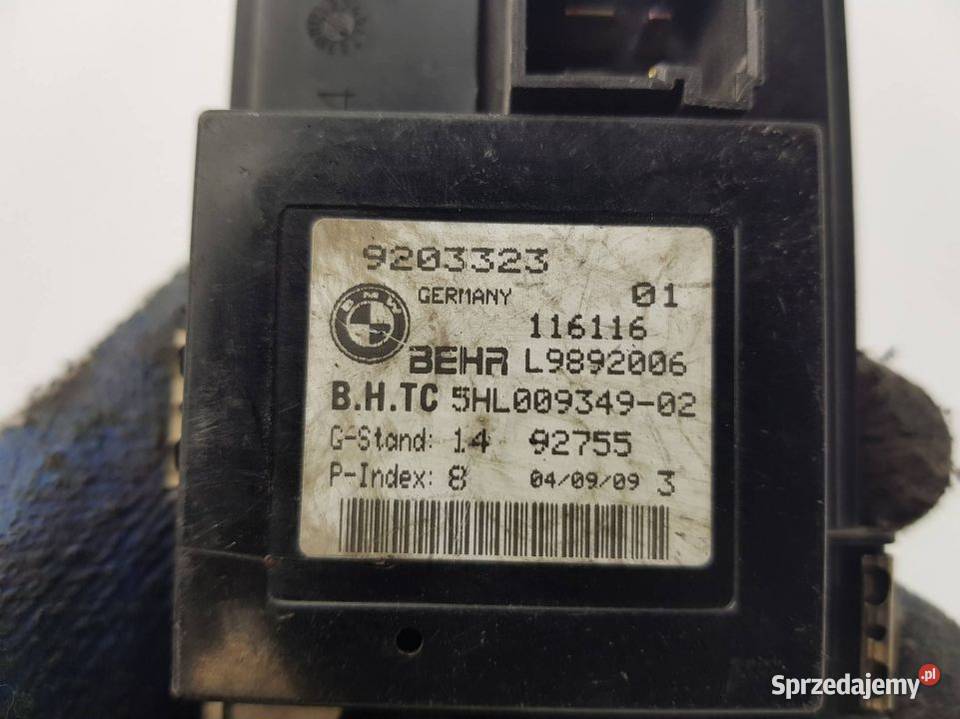 9203323
GERMANY 01
BMW
116116
BEHR L9892006
B.H.TC 5HL009349-02
G-Stand: 14 92755
P-Index: 8 04/09/09 3
Sprzedajemy.pl